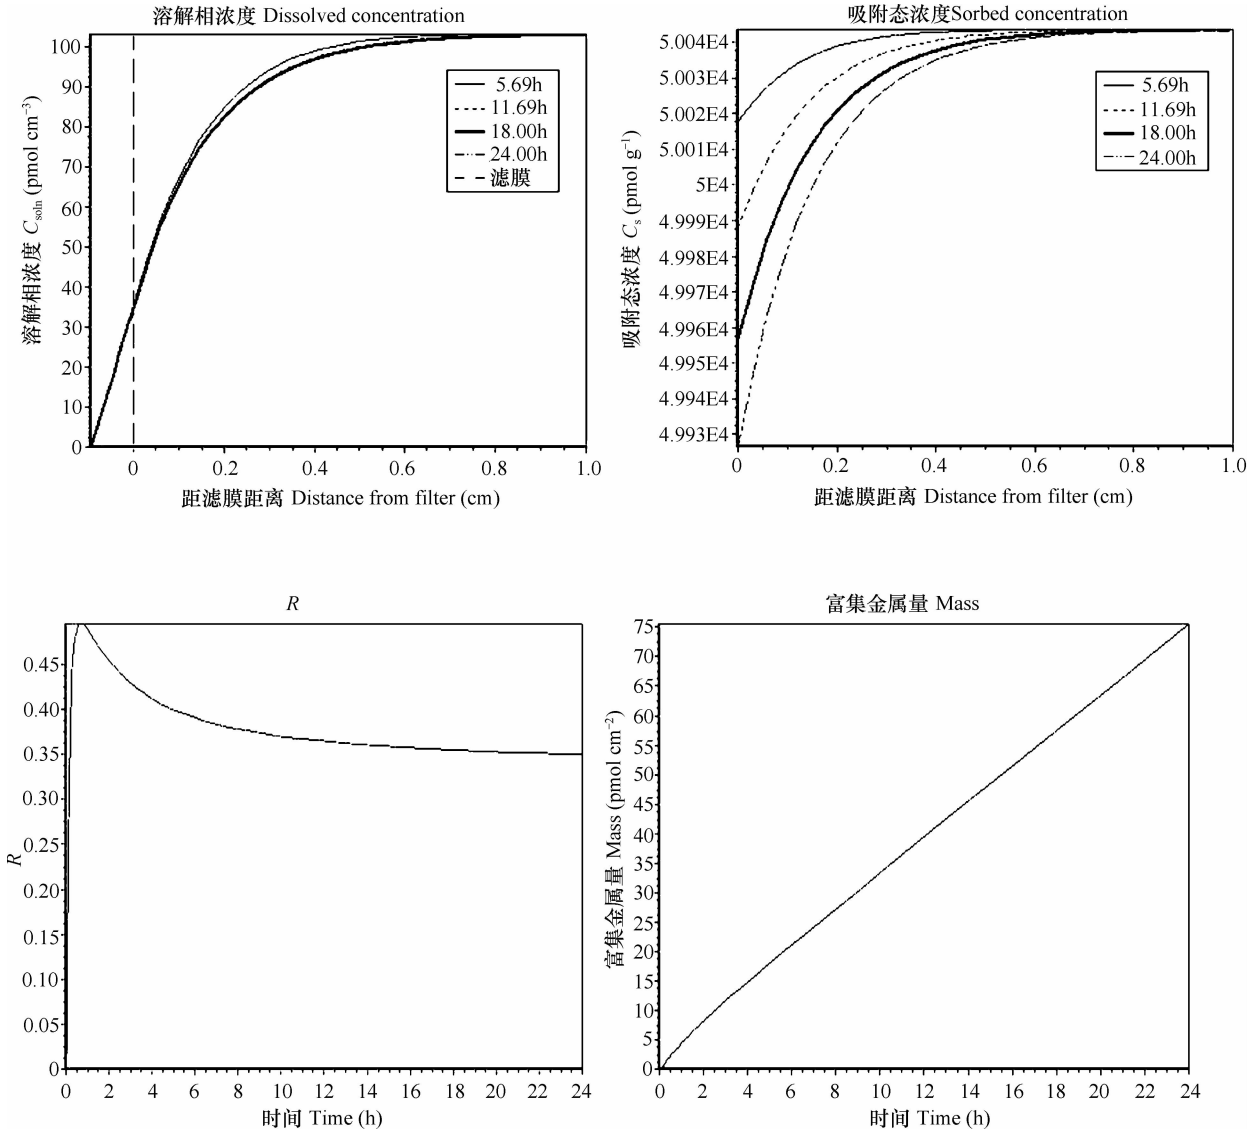 溶解相浓度 Dissolved concentration
100
90
80
70
60
50
40
30
20
10
0
溶解相浓度 Csoln (pmol cm−3)
5.69h
11.69h
18.00h
24.00h
滤膜
0 0.2 0.4 0.6 0.8 1.0
距滤膜距离 Distance from filter (cm)
吸附态浓度Sorbed concentration
5.004E4
5.003E4
5.002E4
5.001E4
5E4
4.999E4
4.998E4
4.997E4
4.996E4
4.995E4
4.994E4
4.993E4
吸附态浓度 Cs (pmol g−1)
5.69h
11.69h
18.00h
24.00h
0 0.2 0.4 0.6 0.8 1.0
距滤膜距离 Distance from filter (cm)
R
0.45
0.40
0.35
0.30
0.25
0.20
0.15
0.10
0.05
0
R
0 2 4 6 8 10 12 14 16 18 20 22 24
时间 Time (h)
富集金属量 Mass
75
70
65
60
55
50
45
40
35
30
25
20
15
10
5
0
富集金属量 Mass (pmol cm−2)
0 2 4 6 8 10 12 14 16 18 20 22 24
时间 Time (h)